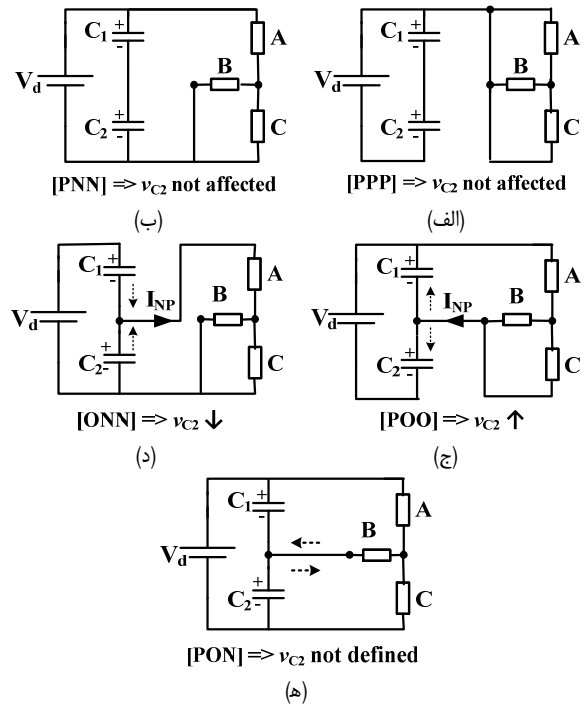 C1 + - A
B
Vd
C2 + - C
[PNN] => vC2 not affected
(ب)
C1 + - A
B
Vd
C2 + - C
[PPP] => vC2 not affected
(الف)
C1 + - A
INP B
Vd
C2 + - C
[ONN] => vC2 ↓
(د)
C1 + - A
INP B
Vd
C2 + - C
[POO] => vC2 ↑
(ج)
C1 + - A
B
Vd
C2 + - C
[PON] => vC2 not defined
(ه)